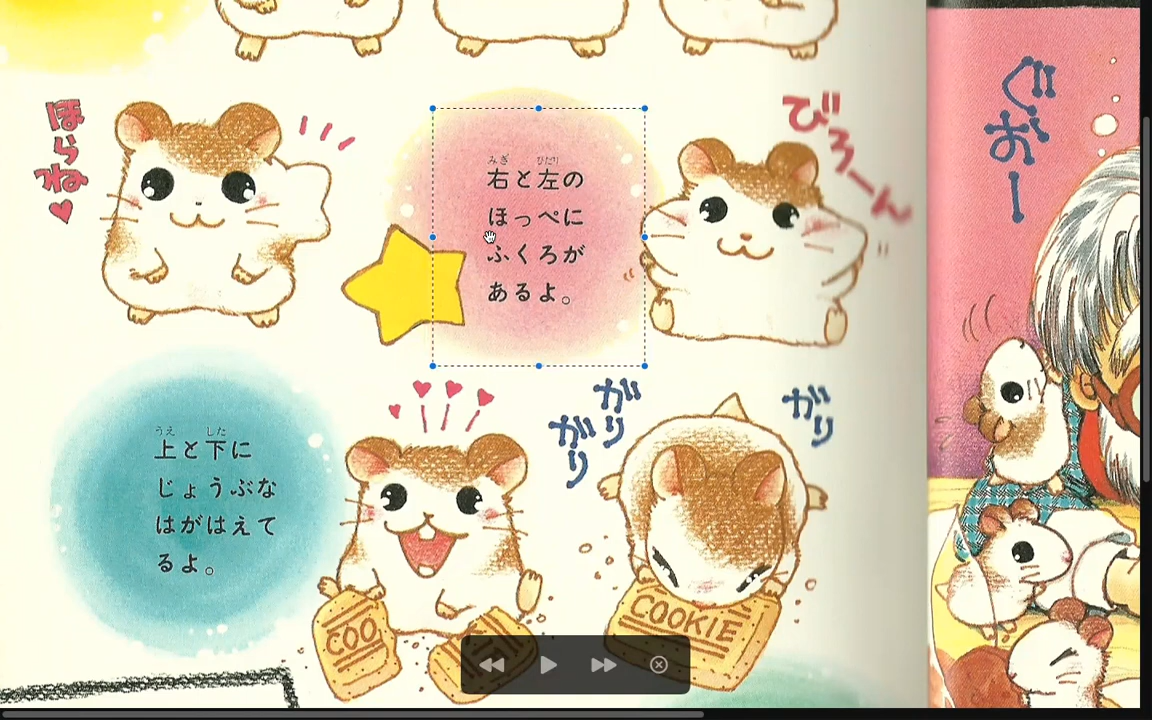 ほらね♥
右と左の
みぎ ひだり
ほっぺに
ふくろが
あるよ。
びろーん
ぐおー
上と下に
うえ した
じょうぶな
はがはえて
るよ。
がり
がり
がり
COO
COOKIE